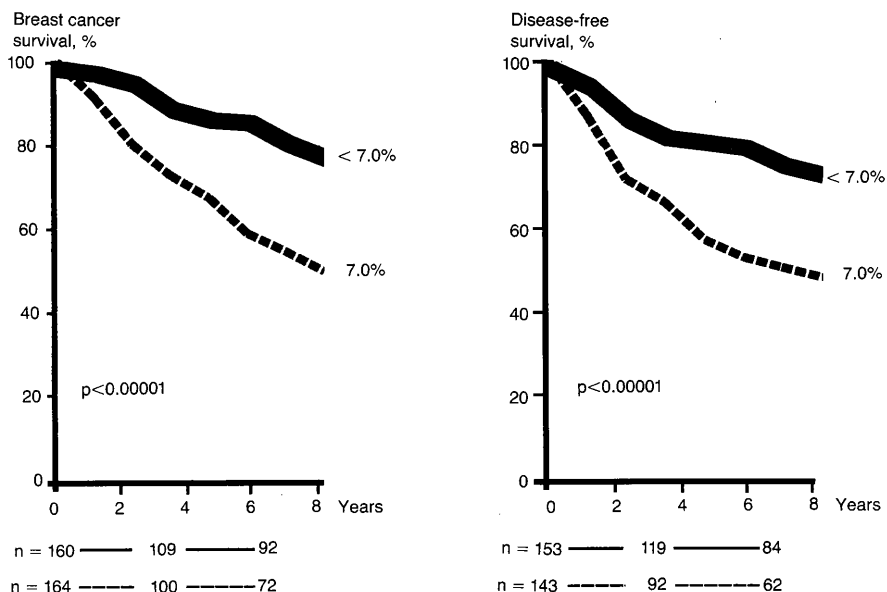 Breast cancer
survival, %
100
80
60
40
20
0
0 2 4 6 8 Years
< 7.0%
7.0%
p<0.00001
n = 160 109 92
n = 164 100 72
Disease-free
survival, %
100
80
60
40
20
0
0 2 4 6 8 Years
< 7.0%
7.0%
p<0.00001
n = 153 119 84
n = 143 92 62